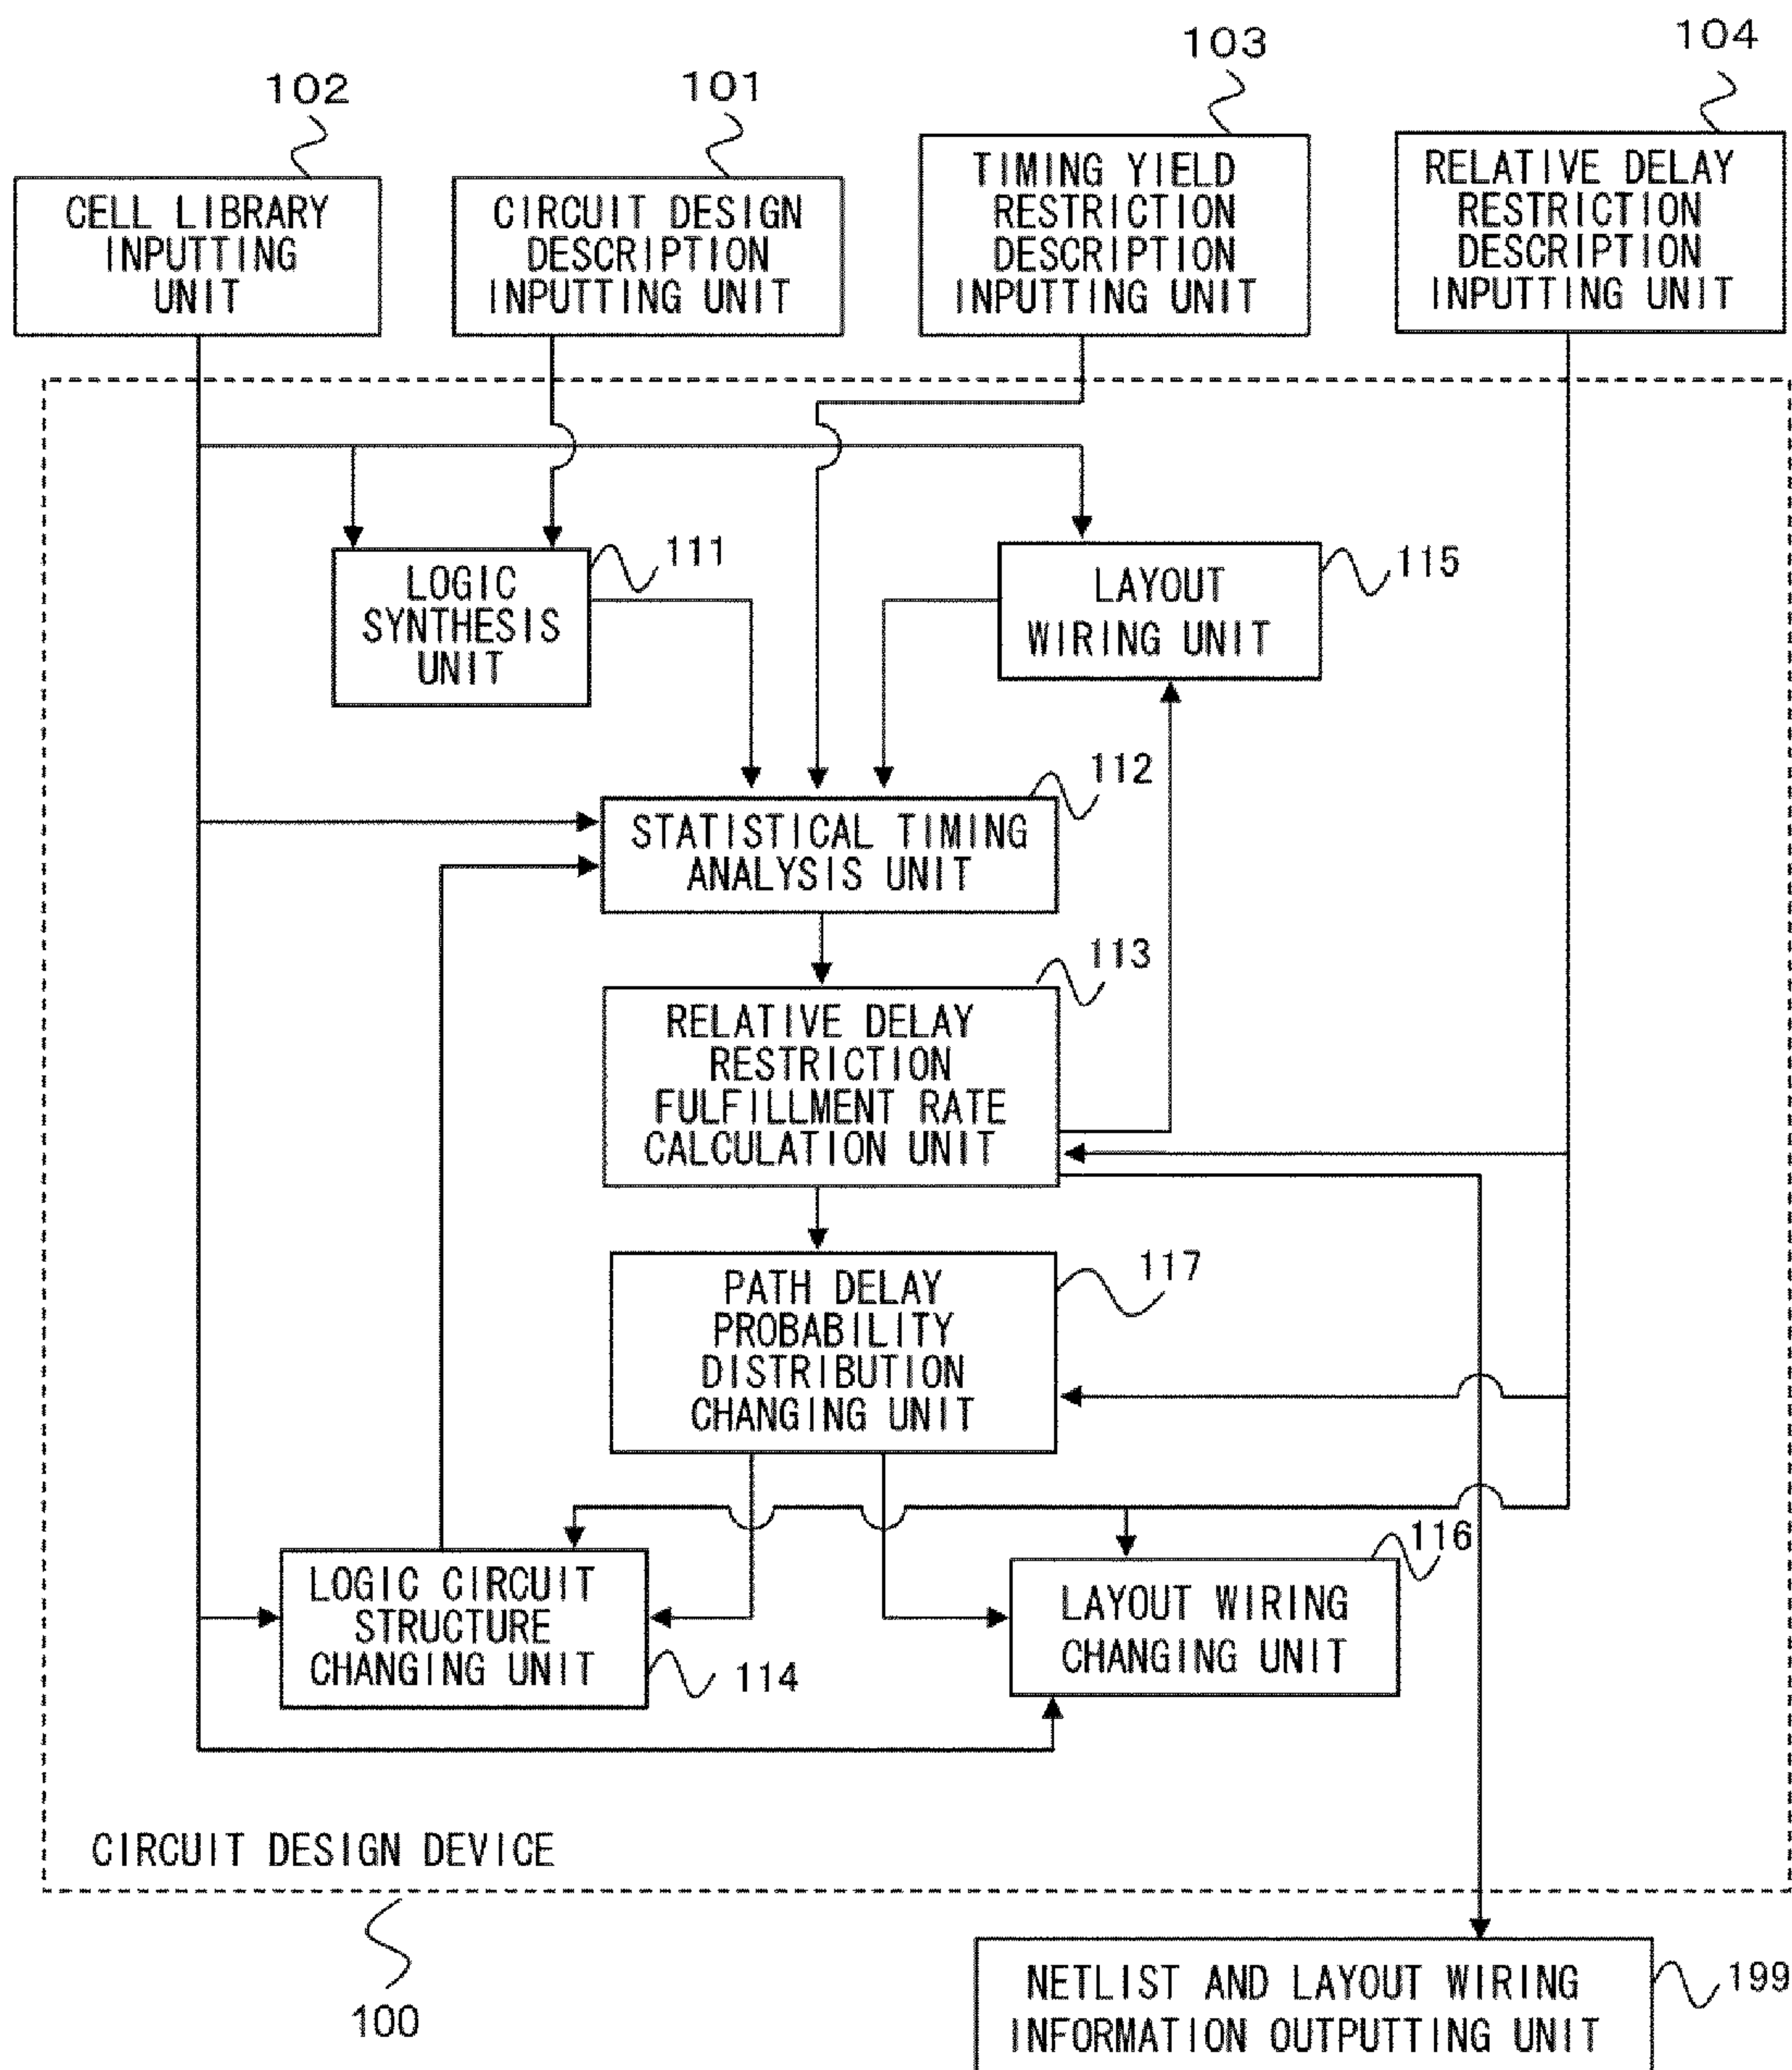 104
103
102
101
CELL LIBRARY
INPUTTING
UNIT
CIRCUIT DESIGN
DESCRIPTION
INPUTTING UNIT
TIMING YIELD
RESTRICTION
DESCRIPTION
INPUTTING UNIT
RELATIVE DELAY
RESTRICTION
DESCRIPTION
INPUTTING UNIT
111
LOGIC
SYNTHESIS
UNIT
115
LAYOUT
WIRING UNIT
112
STATISTICAL TIMING
ANALYSIS UNIT
113
RELATIVE DELAY
RESTRICTION
FULFILLMENT RATE
CALCULATION UNIT
117
PATH DELAY
PROBABILITY
DISTRIBUTION
CHANGING UNIT
LOGIC CIRCUIT
STRUCTURE
CHANGING UNIT
114
116
LAYOUT WIRING
CHANGING UNIT
CIRCUIT DESIGN DEVICE
100
NETLIST AND LAYOUT WIRING
INFORMATION OUTPUTTING UNIT
199